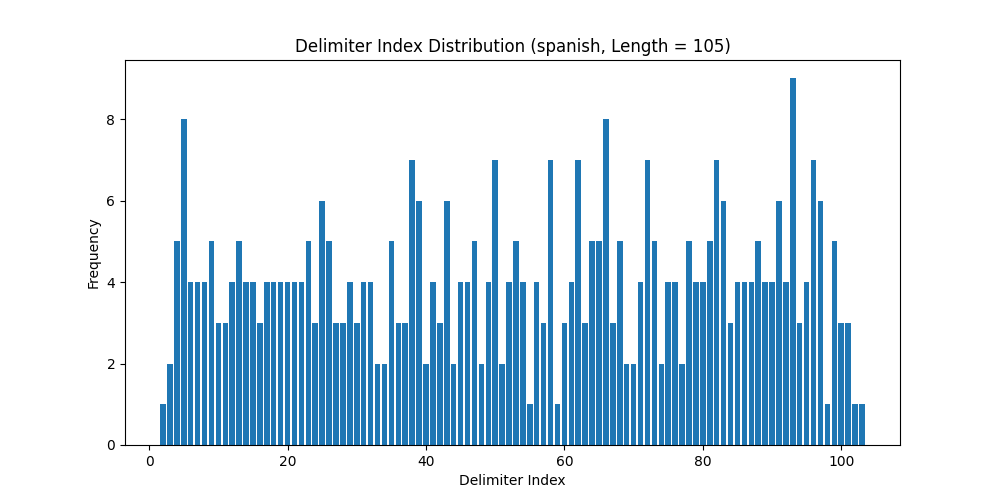 Delimiter Index Distribution (spanish, Length = 105)
Frequency
8
6
4
2
0
0 20 40 60 80 100
Delimiter Index